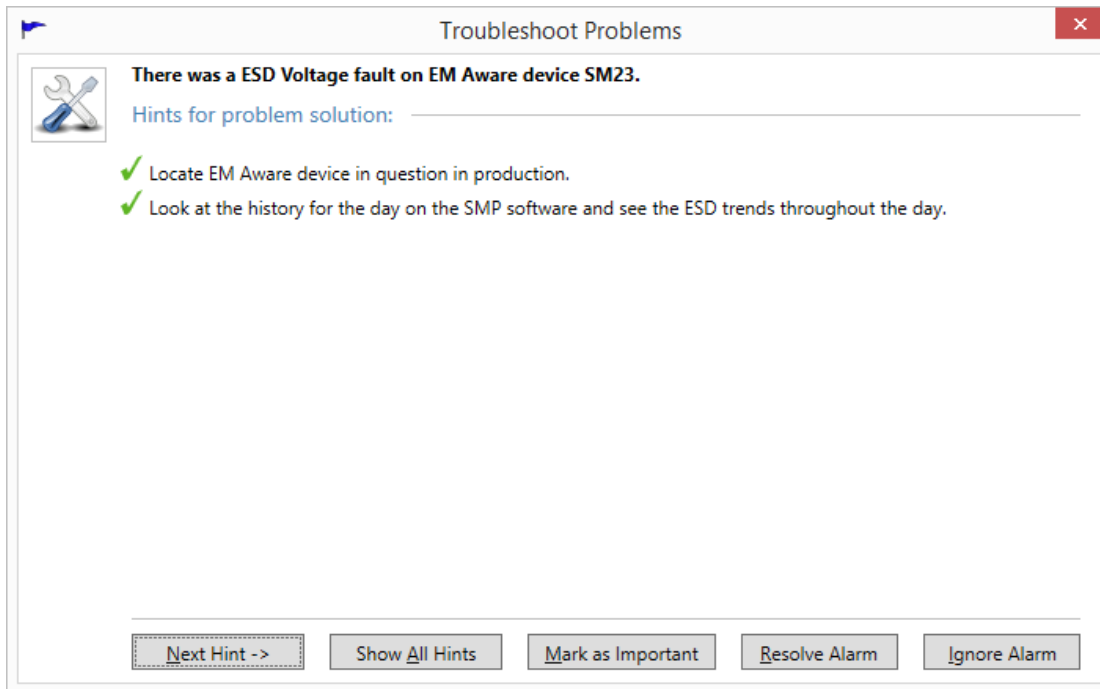 Troubleshoot Problems
There was a ESD Voltage fault on EM Aware device SM23.
Hints for problem solution:
Locate EM Aware device in question in production.
Look at the history for the day on the SMP software and see the ESD trends throughout the day.
Next Hint -> Show All Hints Mark as Important Resolve Alarm Ignore Alarm